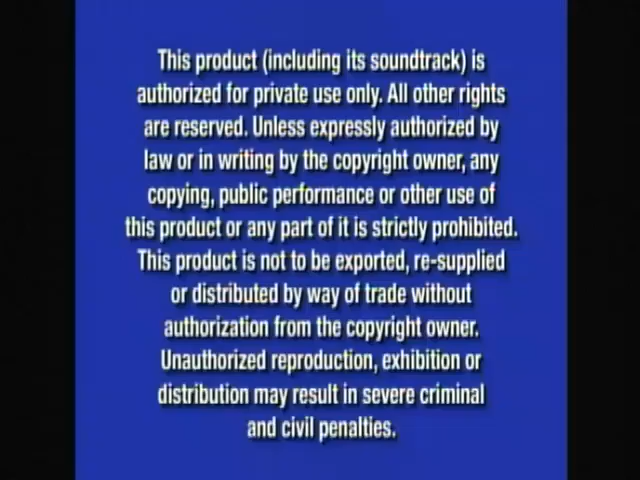 This product (including its soundtrack) is
authorized for private use only. All other rights
are reserved. Unless expressly authorized by
law or in writing by the copyright owner, any
copying, public performance or other use of
this product or any part of it is strictly prohibited.
This product is not to be exported, re-supplied
or distributed by way of trade without
authorization from the copyright owner.
Unauthorized reproduction, exhibition or
distribution may result in severe criminal
and civil penalties.